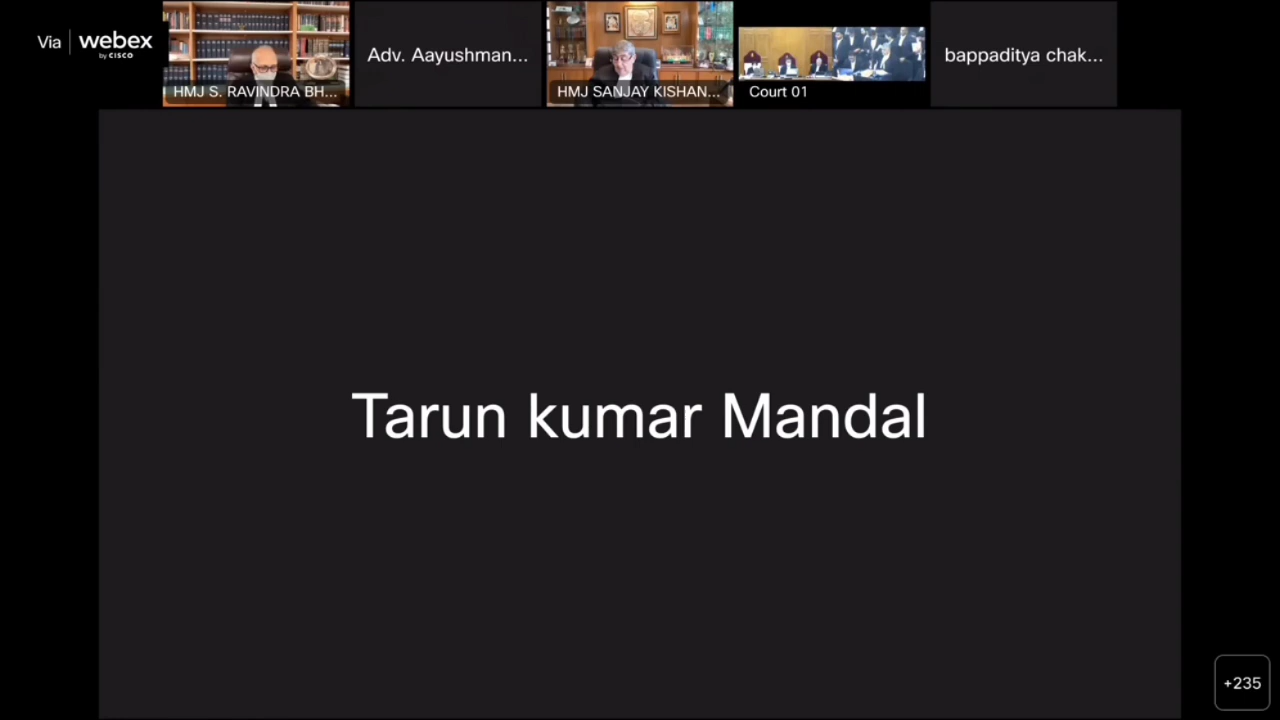 Via webex
by CISCO
HMJ S. RAVINDRA BH...
Adv. Aayushman...
HMJ SANJAY KISHAN...
Court 01
bappaditya chak...
Tarun kumar Mandal
+235